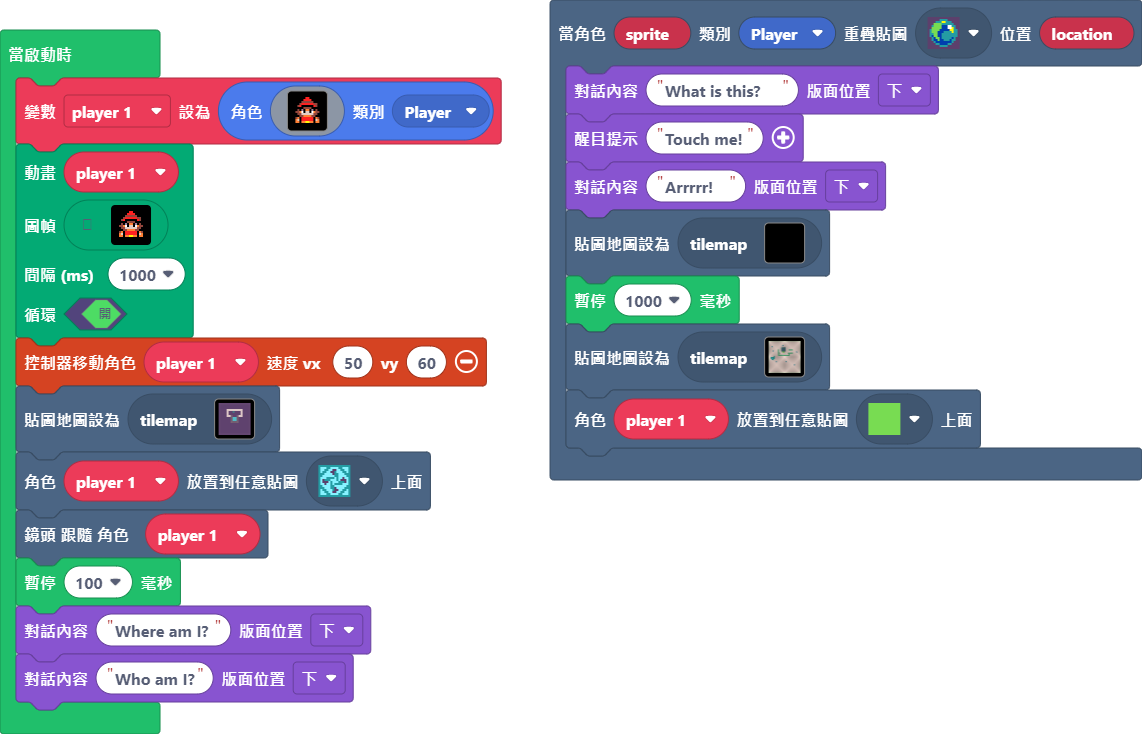 當啟動時
變數 player 1 設為 角色 類別 Player
動畫 player 1
圖幀
間隔 (ms) 1000
循環 開
控制器移動角色 player 1 速度 vx 50 vy 60
貼圖地圖設為 tilemap
角色 player 1 放置到任意貼圖 上面
鏡頭 跟隨 角色 player 1
暫停 100 毫秒
對話內容 "Where am I?" 版面位置 下
對話內容 "Who am I?" 版面位置 下
當角色 sprite 類別 Player 重疊貼圖 位置 location
對話內容 "What is this?" 版面位置 下
醒目提示 "Touch me!"
對話內容 "Arrrrr!" 版面位置 下
貼圖地圖設為 tilemap
暫停 1000 毫秒
貼圖地圖設為 tilemap
角色 player 1 放置到任意貼圖 上面